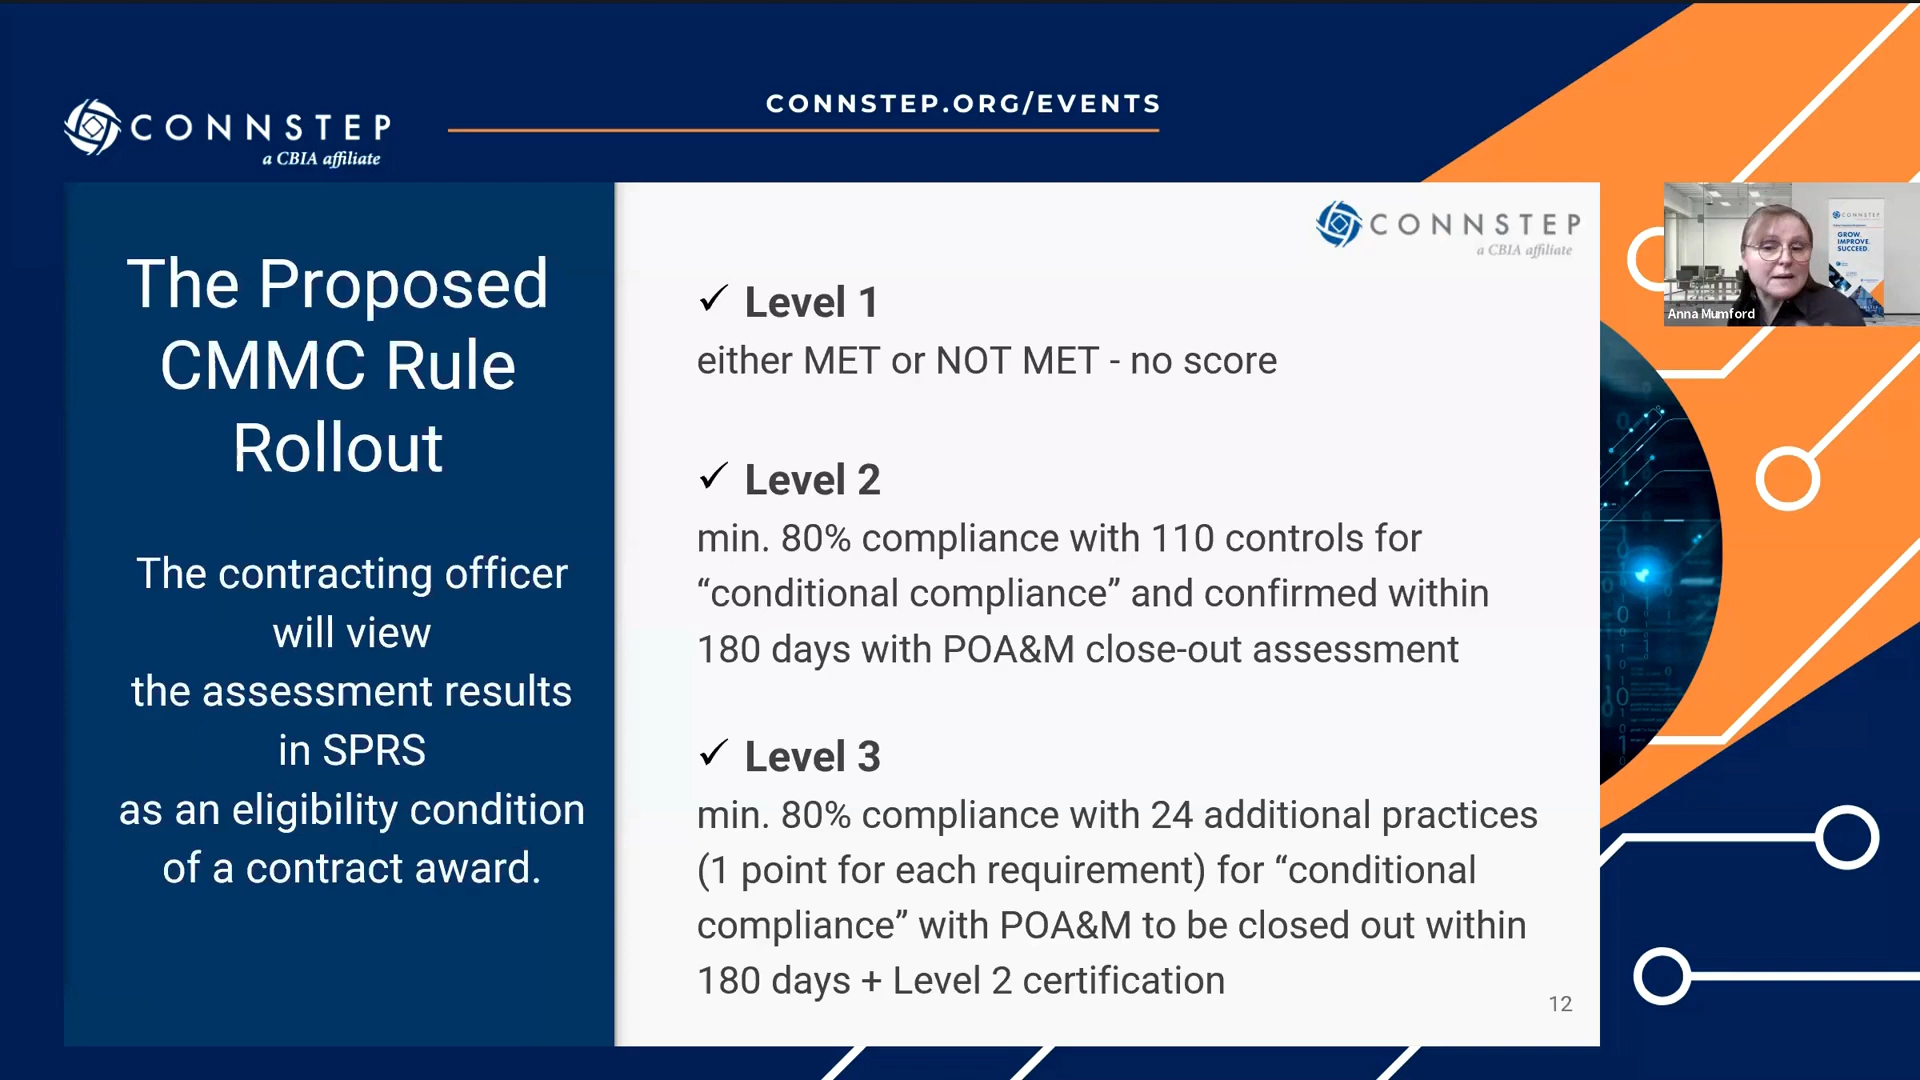 CONNSTEP.ORG/EVENTS
CONNSTEP
a CBIA affiliate
The Proposed
CMMC Rule
Rollout
The contracting officer
will view
the assessment results
in SPRS
as an eligibility condition
of a contract award.
CONNSTEP
a CBIA affiliate
✓ Level 1
either MET or NOT MET - no score
✓ Level 2
min. 80% compliance with 110 controls for
“conditional compliance” and confirmed within
180 days with POA&M close-out assessment
✓ Level 3
min. 80% compliance with 24 additional practices
(1 point for each requirement) for “conditional
compliance” with POA&M to be closed out within
180 days + Level 2 certification
12
CONNSTEP
GROW.
IMPROVE.
SUCCEED.
Anna Mumford